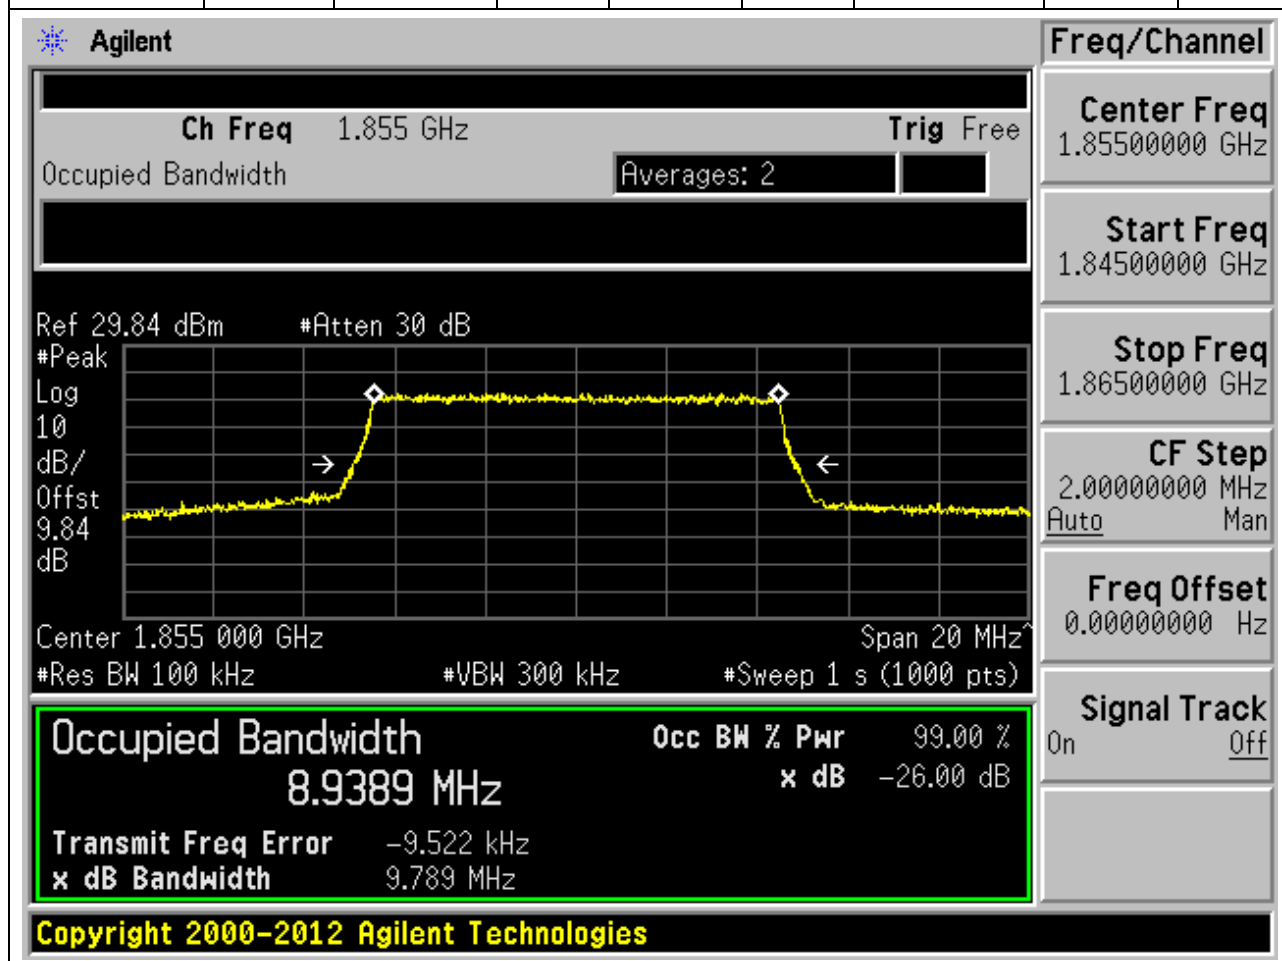 Agilent
Freq/Channel
Ch Freq 1.855 GHz Trig Free
Occupied Bandwidth Averages: 2
Center Freq
1.85500000 GHz
Start Freq
1.84500000 GHz
Stop Freq
1.86500000 GHz
CF Step
2.00000000 MHz
Auto Man
Freq Offset
0.00000000 Hz
Signal Track
On Off
Ref 29.84 dBm #Atten 30 dB
#Peak
Log
10
dB/
Offst
9.84
dB
Center 1.855 000 GHz Span 20 MHz^
#Res BW 100 kHz #VBW 300 kHz #Sweep 1 s (1000 pts)
Occupied Bandwidth Occ BW % Pwr 99.00 %
8.9389 MHz x dB -26.00 dB
Transmit Freq Error -9.522 kHz
x dB Bandwidth 9.789 MHz
Copyright 2000-2012 Agilent Technologies